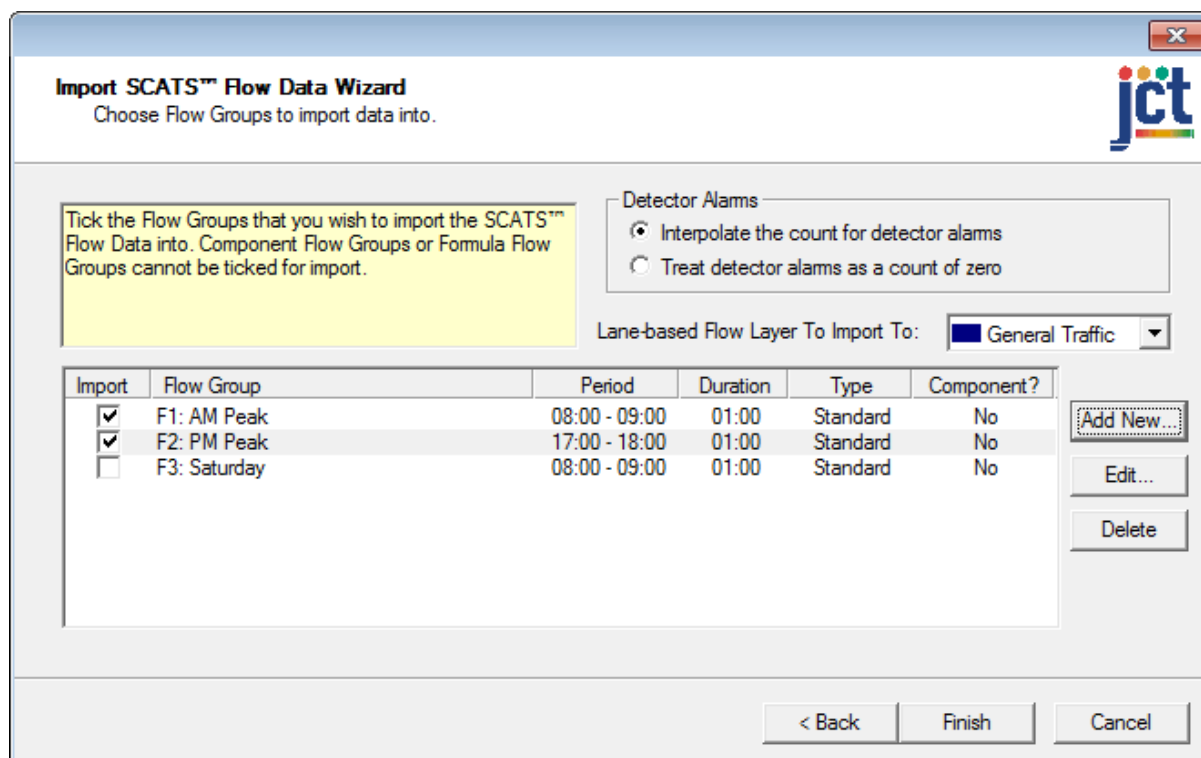 Import SCATS™ Flow Data Wizard
Choose Flow Groups to import data into.
jct
Tick the Flow Groups that you wish to import the SCATS™
Flow Data into. Component Flow Groups or Formula Flow
Groups cannot be ticked for import.
Detector Alarms
Interpolate the count for detector alarms
Treat detector alarms as a count of zero
Lane-based Flow Layer To Import To: General Traffic
Import Flow Group Period Duration Type Component?
F1: AM Peak 08:00 - 09:00 01:00 Standard No
F2: PM Peak 17:00 - 18:00 01:00 Standard No
F3: Saturday 08:00 - 09:00 01:00 Standard No
Add New...
Edit...
Delete
< Back Finish Cancel